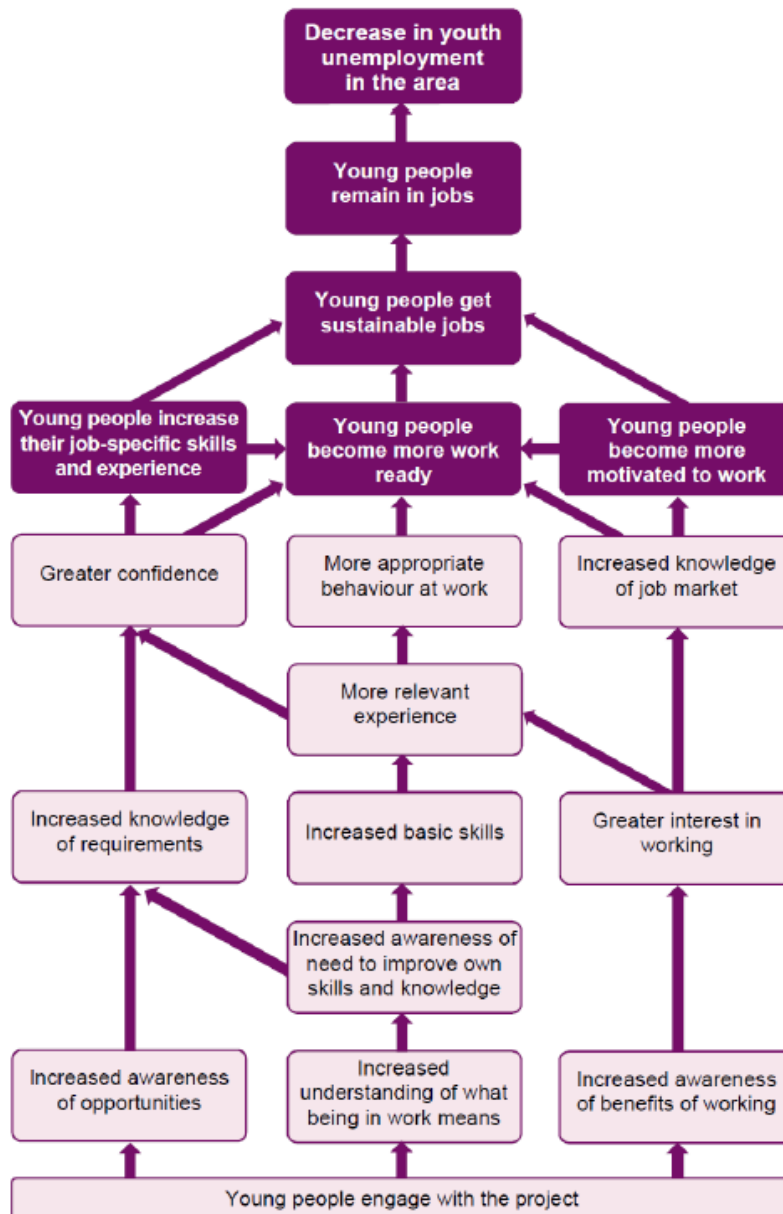 Decrease in youth
unemployment
in the area
Young people
remain in jobs
Young people get
sustainable jobs
Young people increase
their job-specific skills
and experience
Young people
become more work
ready
Young people
become more
motivated to work
Greater confidence
More appropriate
behaviour at work
Increased knowledge
of job market
More relevant
experience
Increased knowledge
of requirements
Increased basic skills
Greater interest in
working
Increased awareness of
need to improve own
skills and knowledge
Increased awareness
of opportunities
Increased
understanding of what
being in work means
Increased awareness
of benefits of working
Young people engage with the project